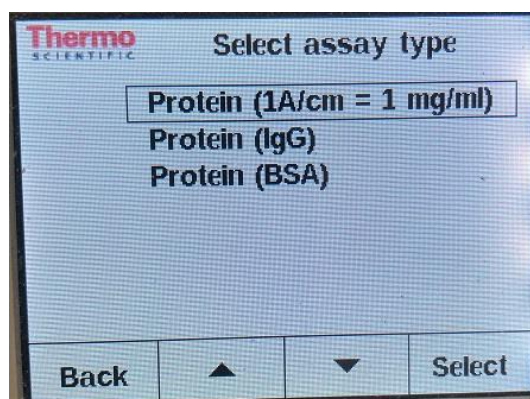 Thermo
SCIENTIFIC
Select assay type
Protein (1A/cm = 1 mg/ml)
Protein (IgG)
Protein (BSA)
Back
Select